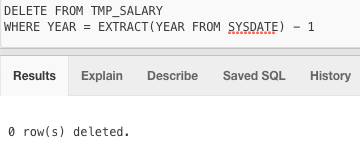 DELETE FROM TMP_SALARY
WHERE YEAR = EXTRACT(YEAR FROM SYSDATE) - 1
Results Explain Describe Saved SQL History
0 row(s) deleted.